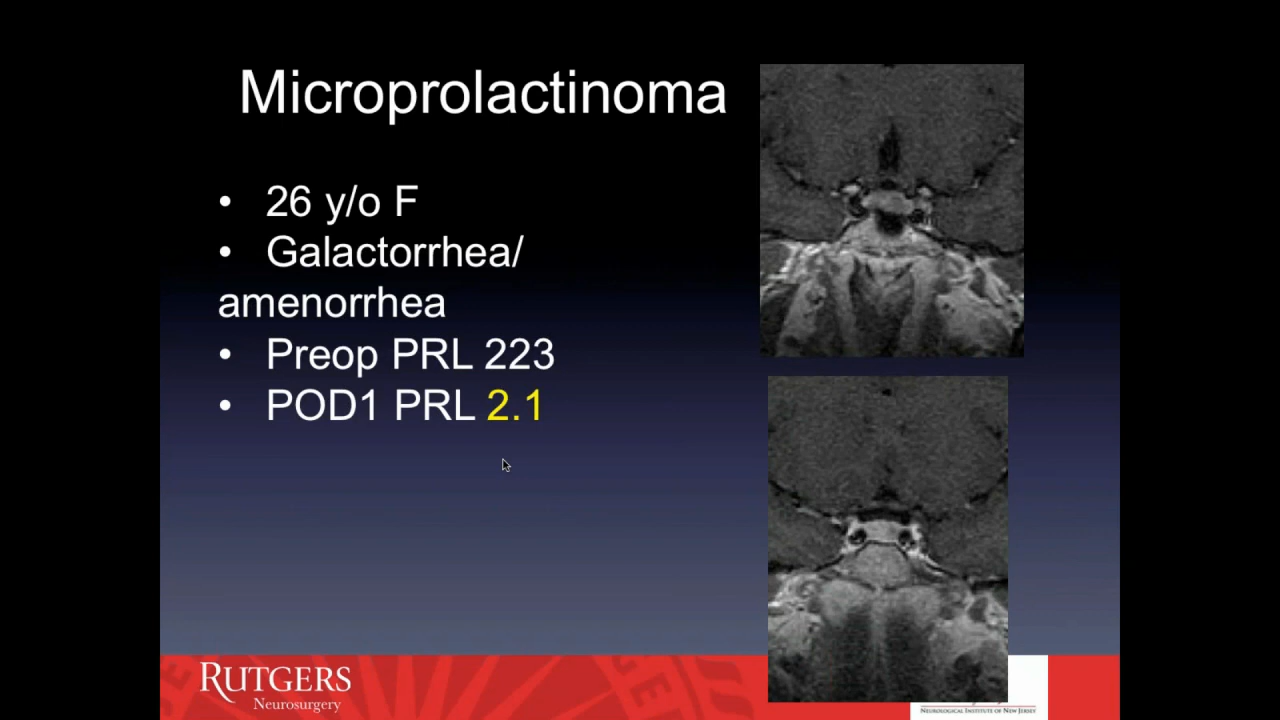 Microprolactinoma
• 26 y/o F
• Galactorrhea/
amenorrhea
• Preop PRL 223
• POD1 PRL 2.1
RUTGERS
Neurosurgery
NEUROLOGICAL INSTITUTE OF NEW JERSEY